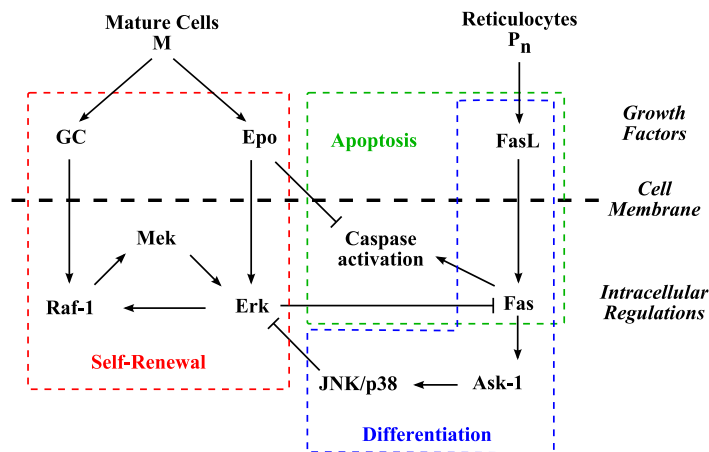 Mature Cells
M
Reticulocytes
Pn
GC
Epo
Apoptosis
FasL
Growth
Factors
Cell
Membrane
Mek
Caspase
activation
Raf-1
Erk
Fas
Intracellular
Regulations
Self-Renewal
JNK/p38
Ask-1
Differentiation